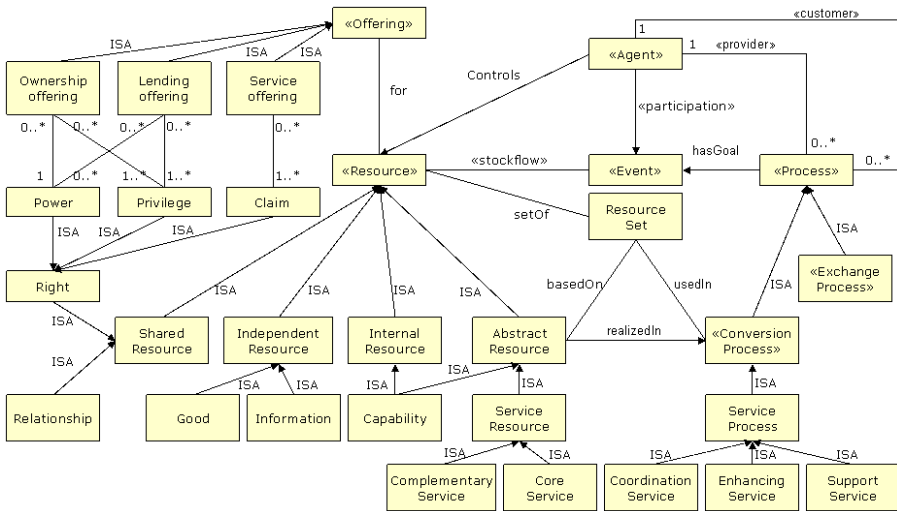 «Offering»
«customer»
1
1
«provider»
ISA
ISA
ISA
«Agent»
Ownership
offering
Lending
offering
Service
offering
Controls
for
«participation»
0..*
0..*
0..*
0..*
0..*
0..*
0..*
hasGoal
«Resource»
«stockflow»
«Event»
«Process»
1
0..*
1..*
1..*
1..*
Power
Privilege
Claim
setOf
Resource
Set
ISA
ISA
ISA
ISA
«Exchange
Process»
Right
ISA
ISA
ISA
ISA
ISA
basedOn
usedIn
ISA
Shared
Resource
Independent
Resource
Internal
Resource
Abstract
Resource
realizedIn
«Conversion
Process»
ISA
ISA
ISA
ISA
ISA
ISA
ISA
Relationship
Good
Information
Capability
Service
Resource
Service
Process
ISA
ISA
ISA
ISA
ISA
Complementary
Service
Core
Service
Coordination
Service
Enhancing
Service
Support
Service